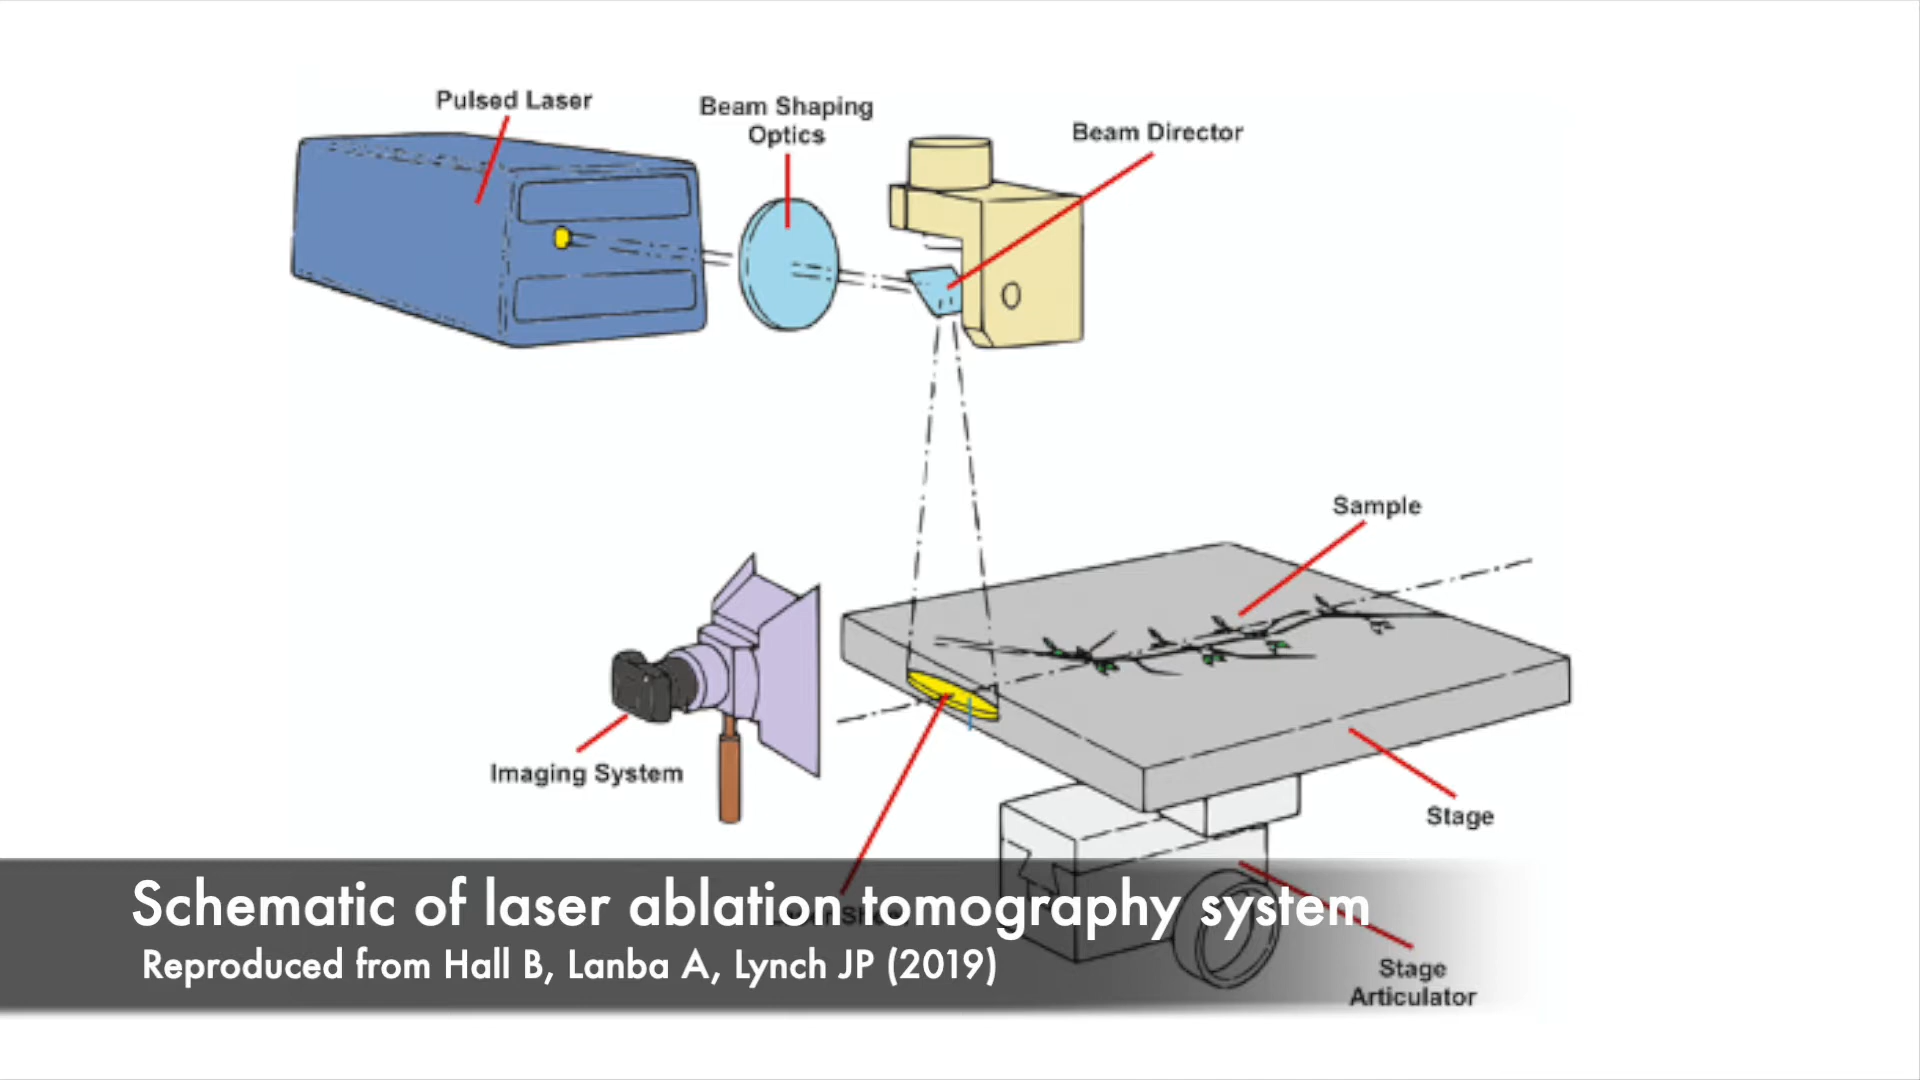 Pulsed Laser
Beam Shaping
Optics
Beam Director
Sample
Imaging System
Stage
Schematic of laser ablation tomography system
Reproduced from Hall B, Lanba A, Lynch JP (2019)
Stage
Articulator